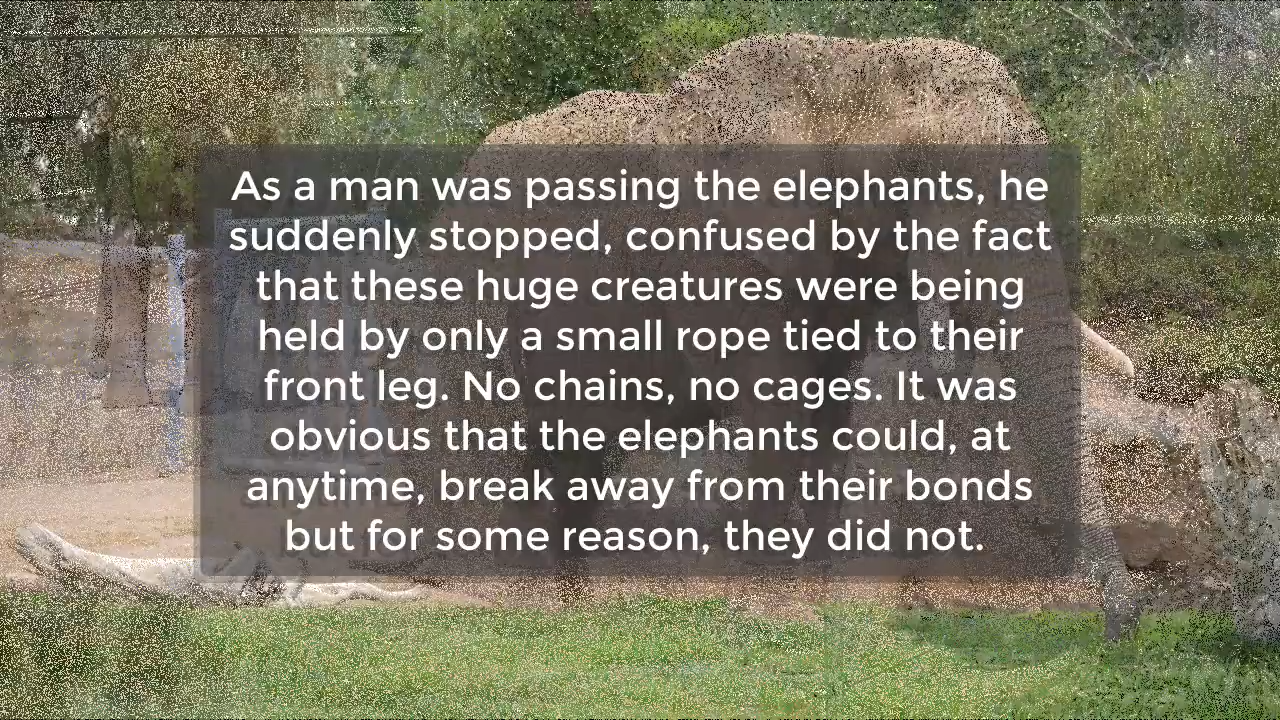 As a man was passing the elephants, he
suddenly stopped, confused by the fact
that these huge creatures were being
held by only a small rope tied to their
front leg. No chains, no cages. It was
obvious that the elephants could, at
anytime, break away from their bonds
but for some reason, they did not.